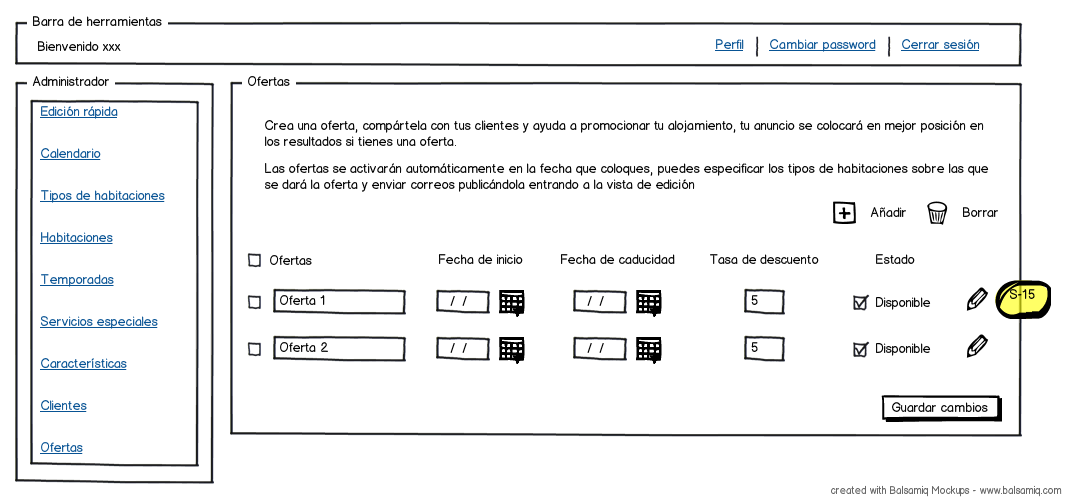 Barra de herramientas
Bienvenido xxx
Perfil
Cambiar password
Cerrar sesión
Administrador
Edición rápida
Calendario
Tipos de habitaciones
Habitaciones
Temporadas
Servicios especiales
Características
Clientes
Ofertas
Ofertas
Crea una oferta, compártela con tus clientes y ayuda a promocionar tu alojamiento, tu anuncio se colocará en mejor posición en
los resultados si tienes una oferta.
Las ofertas se activarán automáticamente en la fecha que coloques, puedes especificar los tipos de habitaciones sobre las que
se dará la oferta y enviar correos publicándola entrando a la vista de edición
Añadir Borrar
Ofertas Fecha de inicio Fecha de caducidad Tasa de descuento Estado
Oferta 1 / / / / 5 Disponible S-15
Oferta 2 / / / / 5 Disponible
Guardar cambios
created with Balsamiq Mockups - www.balsamiq.com